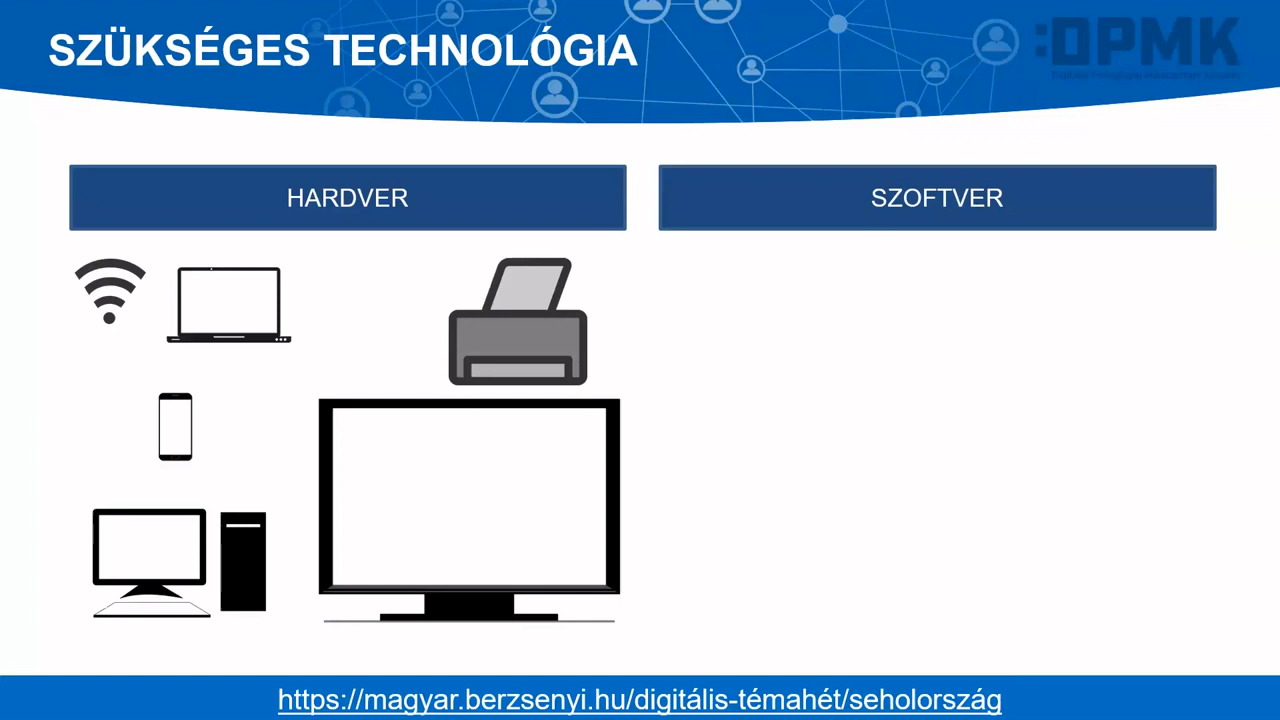 SZÜKSÉGES TECHNOLÓGIA
:DPMK
HARDVER
SZOFTVER
https://magyar.berzsenyi.hu/digitális-témahét/seholország